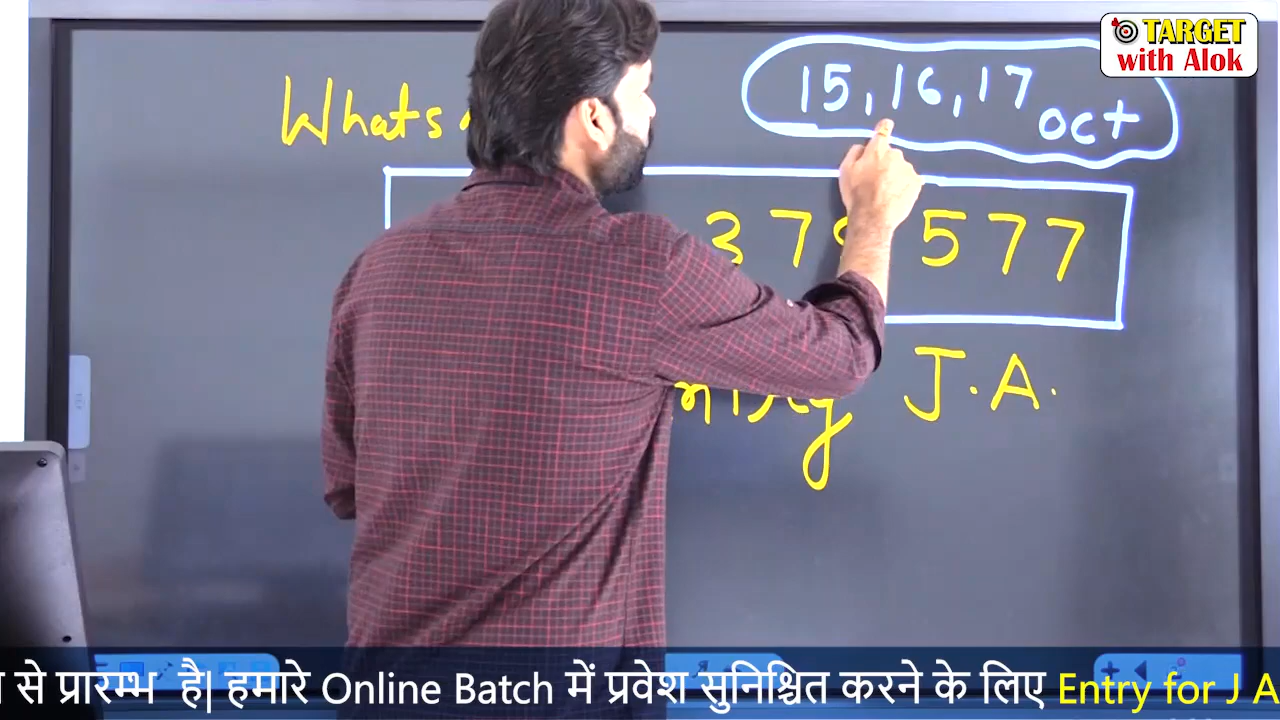 TARGET
with Alok
15, 16, 17 oct
Whats
3 7 9 5 7 7
J.A.
से प्रारम्भ है| हमारे Online Batch में प्रवेश सुनिश्चित करने के लिए Entry for J A